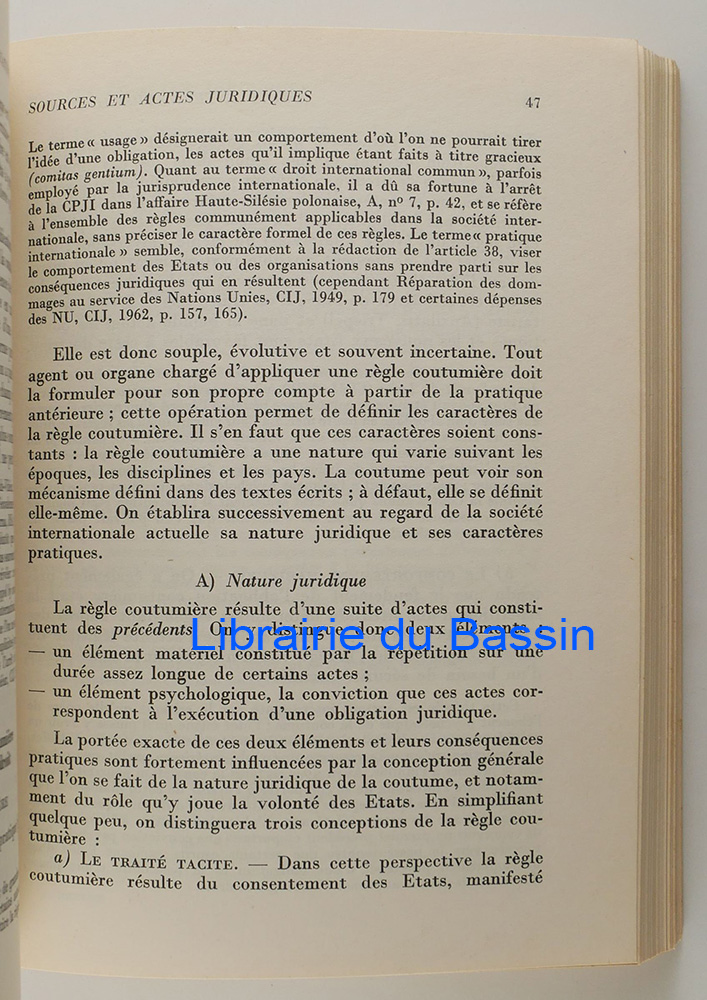 SOURCES ET ACTES JURIDIQUES 47
Le terme « usage » désignerait un comportement d'où l'on ne pourrait tirer
l'idée d'une obligation, les actes qu'il implique étant faits à titre gracieux
(comitas gentium). Quant au terme « droit international commun », parfois
employé par la jurisprudence internationale, il a dû sa fortune à l'arrêt
de la CPJI dans l'affaire Haute-Silésie polonaise, A, nº 7, p. 42, et se réfère
à l'ensemble des règles communément applicables dans la société inter-
nationale, sans préciser le caractère formel de ces règles. Le terme « pratique
internationale » semble, conformément à la rédaction de l'article 38, viser
le comportement des Etats ou des organisations sans prendre parti sur les
conséquences juridiques qui en résultent (cependant Réparation des dom-
mages au service des Nations Unies, CIJ, 1949, p. 179 et certaines dépenses
des NU, CIJ, 1962, p. 157, 165).
Elle est donc souple, évolutive et souvent incertaine. Tout
agent ou organe chargé d'appliquer une règle coutumière doit
la formuler pour son propre compte à partir de la pratique
antérieure ; cette opération permet de définir les caractères de
la règle coutumière. Il s'en faut que ces caractères soient cons-
tants : la règle coutumière a une nature qui varie suivant les
époques, les disciplines et les pays. La coutume peut voir son
mécanisme défini dans des textes écrits ; à défaut, elle se définit
elle-même. On établira successivement au regard de la société
internationale actuelle sa nature juridique et ses caractères
pratiques.
A) Nature juridique
La règle coutumière résulte d'une suite d'actes qui consti-
tuent des précédents. On y distingue donc deux éléments :
Librairie du Bassin
— un élément matériel constitué par la répétition sur une
durée assez longue de certains actes ;
— un élément psychologique, la conviction que ces actes cor-
respondent à l'exécution d'une obligation juridique.
La portée exacte de ces deux éléments et leurs conséquences
pratiques sont fortement influencées par la conception générale
que l'on se fait de la nature juridique de la coutume, et notam-
ment du rôle qu'y joue la volonté des Etats. En simplifiant
quelque peu, on distinguera trois conceptions de la règle cou-
tumière :
a) LE TRAITÉ TACITE. — Dans cette perspective la règle
coutumière résulte du consentement des Etats, manifesté